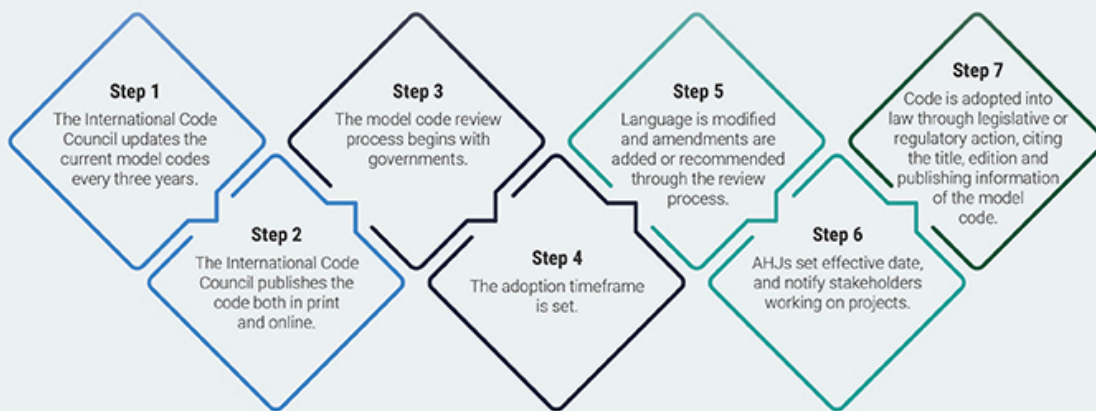 Step 1
The International Code
Council updates the
current model codes
every three years.
Step 2
The International Code
Council publishes the
code both in print
and online.
Step 3
The model code review
process begins with
governments.
Step 4
The adoption timeframe
is set.
Step 5
Language is modified
and amendments are
added or recommended
through the review
process.
Step 6
AHJs set effective date,
and notify stakeholders
working on projects.
Step 7
Code is adopted into
law through legislative or
regulatory action, citing
the title, edition and
publishing information
of the model
code.